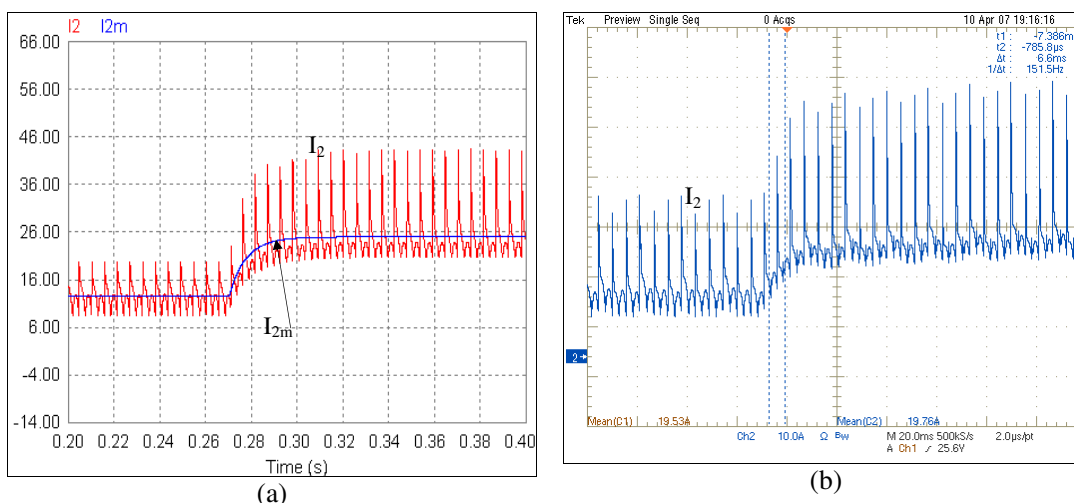 I2 I2m
66.00
56.00
46.00
36.00
26.00
16.00
6.00
-4.00
-14.00
I2
I2m
0.20 0.22 0.24 0.26 0.28 0.30 0.32 0.34 0.36 0.38 0.40
Time (s)
(a)
Tek Preview Single Seq 0 Acqs 10 Apr 07 19:16:16
t1: -7.386m
t2: -785.8µs
Δt: 6.6ms
1/Δt: 151.5Hz
I2
2
Mean(C1) 19.53A Mean(C2) 19.76A
Ch2 10.0A Ω Bw M 20.0ms 500kS/s 2.0µs/pt
A Ch1 ∕ 25.6V
(b)